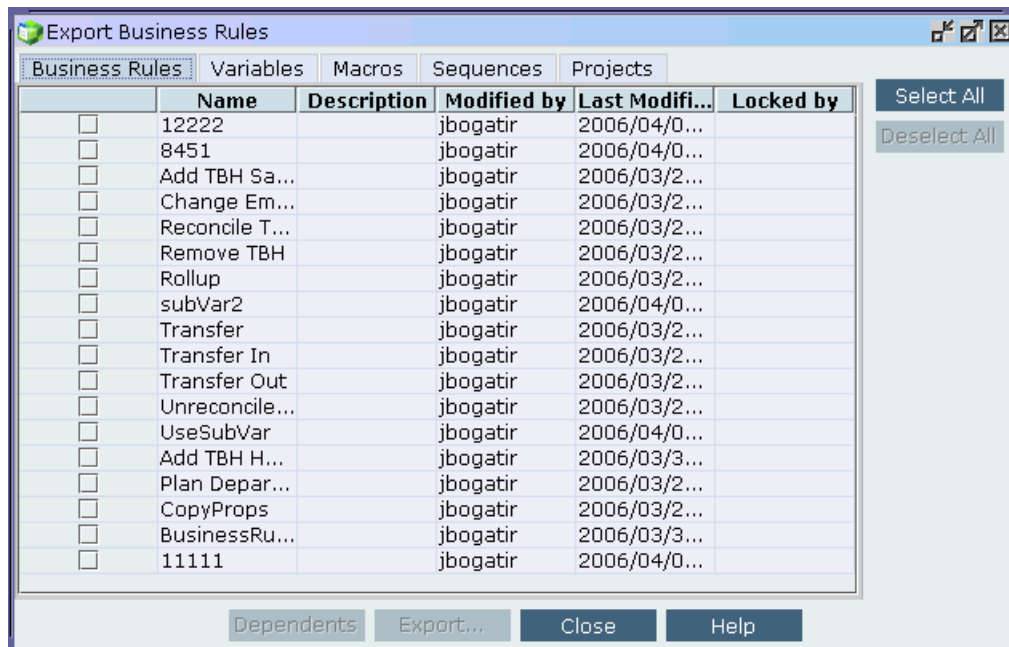 Export Business Rules
Business Rules Variables Macros Sequences Projects
Name Description Modified by Last Modifi... Locked by
Select All
Deselect All
12222 jbogatir 2006/04/0...
8451 jbogatir 2006/04/0...
Add TBH Sa... jbogatir 2006/03/2...
Change Em... jbogatir 2006/03/2...
Reconcile T... jbogatir 2006/03/2...
Remove TBH jbogatir 2006/03/2...
Rollup jbogatir 2006/03/2...
subVar2 jbogatir 2006/04/0...
Transfer jbogatir 2006/03/2...
Transfer In jbogatir 2006/03/2...
Transfer Out jbogatir 2006/03/2...
Unreconcile... jbogatir 2006/03/2...
UseSubVar jbogatir 2006/04/0...
Add TBH H... jbogatir 2006/03/3...
Plan Depar... jbogatir 2006/03/2...
CopyProps jbogatir 2006/03/2...
BusinessRu... jbogatir 2006/03/3...
11111 jbogatir 2006/04/0...
Dependents Export... Close Help